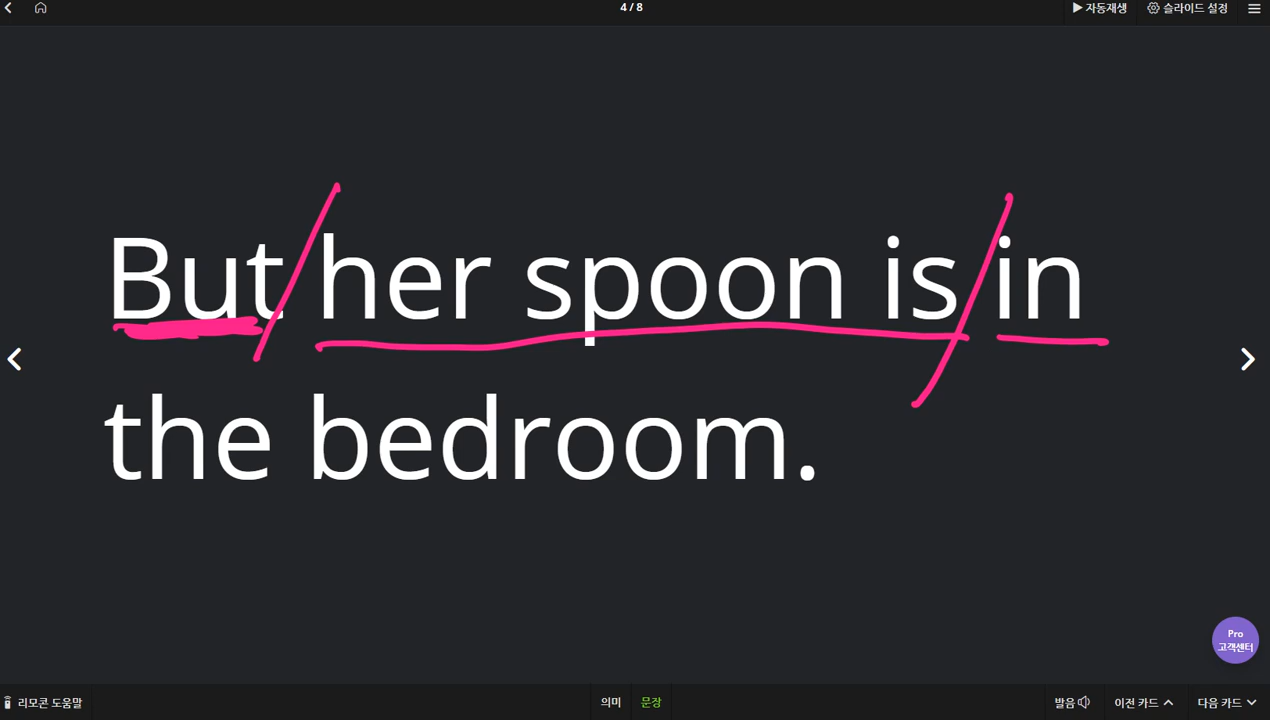 4 / 8
자동재생
슬라이드 설정
But her spoon is in
the bedroom.
Pro
고객센터
리모콘 도움말
의미
문장
발음
이전 카드
다음 카드